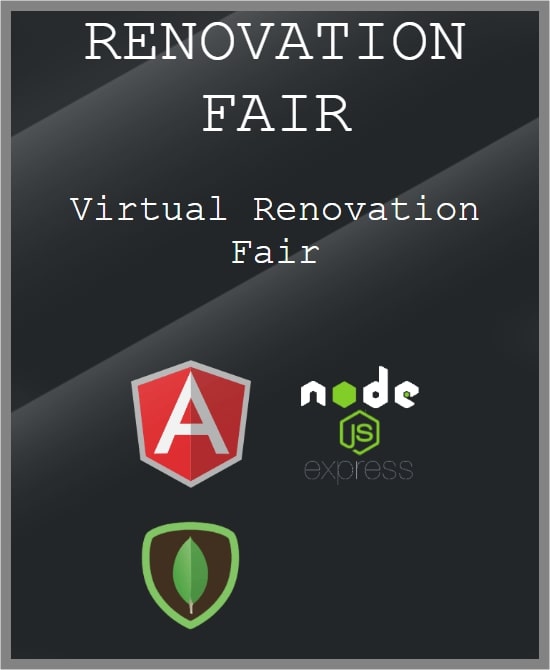 RENOVATION
FAIR
Virtual Renovation
Fair
A
node
JS
express